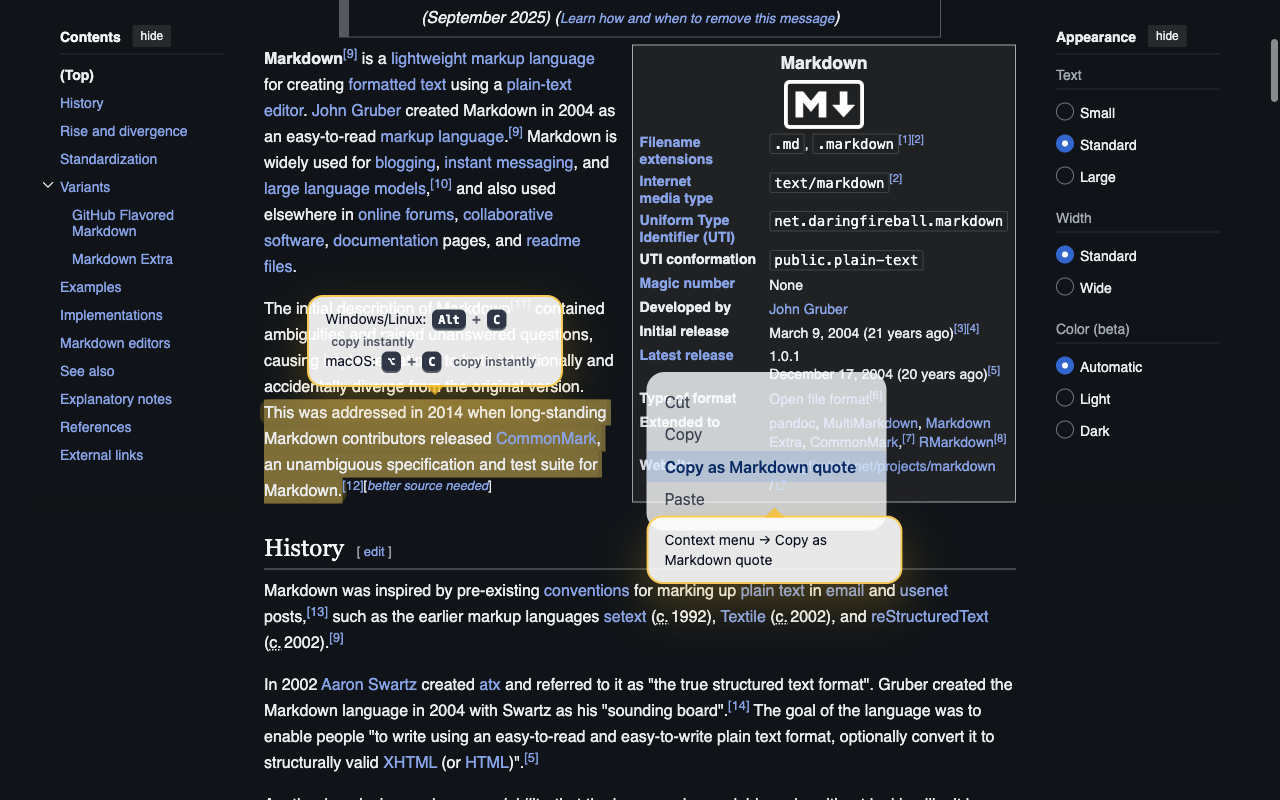 (September 2025) (Learn how and when to remove this message)
Contents hide
(Top)
History
Rise and divergence
Standardization
Variants
GitHub Flavored
Markdown
Markdown Extra
Examples
Implementations
Markdown editors
See also
Explanatory notes
References
External links
Markdown[9] is a lightweight markup language
for creating formatted text using a plain-text
editor. John Gruber created Markdown in 2004 as
an easy-to-read markup language.[9] Markdown is
widely used for blogging, instant messaging, and
large language models,[10] and also used
elsewhere in online forums, collaborative
software, documentation pages, and readme
files.
The initial description of Markdown[11] contained
ambiguities and raised unanswered questions,
causing
ally and
accidentally diverge from the original version.
This was addressed in 2014 when long-standing
Markdown contributors released CommonMark,
an unambiguous specification and test suite for
Markdown.[12][better source needed]
Windows/Linux: Alt + C
copy instantly
macOS: ⌥ + C copy instantly
Markdown
M
Filename
extensions
.md, .markdown[1][2]
Internet
media type
text/markdown[2]
Uniform Type
Identifier (UTI)
net.daringfireball.markdown
UTI conformation public.plain-text
Magic number None
Developed by John Gruber
Initial release March 9, 2004 (21 years ago)[3][4]
Latest release 1.0.1
December 17, 2004 (20 years ago)[5]
Type of format Open file format[6]
Extended to pandoc, MultiMarkdown, Markdown
Extra, CommonMark,[7] RMarkdown[8]
.net/projects/markdown
/
Cut
Copy
Copy as Markdown quote
Paste
Context menu → Copy as
Markdown quote
History [ edit ]
Markdown was inspired by pre-existing conventions for marking up plain text in email and usenet
posts,[13] such as the earlier markup languages setext (c. 1992), Textile (c. 2002), and reStructuredText
(c. 2002).[9]
In 2002 Aaron Swartz created atx and referred to it as "the true structured text format". Gruber created the
Markdown language in 2004 with Swartz as his "sounding board".[14] The goal of the language was to
enable people "to write using an easy-to-read and easy-to-write plain text format, optionally convert it to
structurally valid XHTML (or HTML)".[5]
Appearance hide
Text
Small
Standard
Large
Width
Standard
Wide
Color (beta)
Automatic
Light
Dark